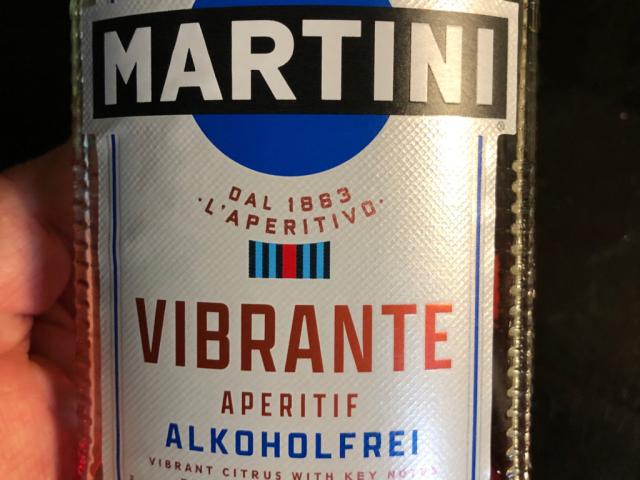 MARTINI
DAL 1863
·L'APERITIVO·
VIBRANTE
APERITIF
ALKOHOLFREI
VIBRANT CITRUS WITH KEY NOTES